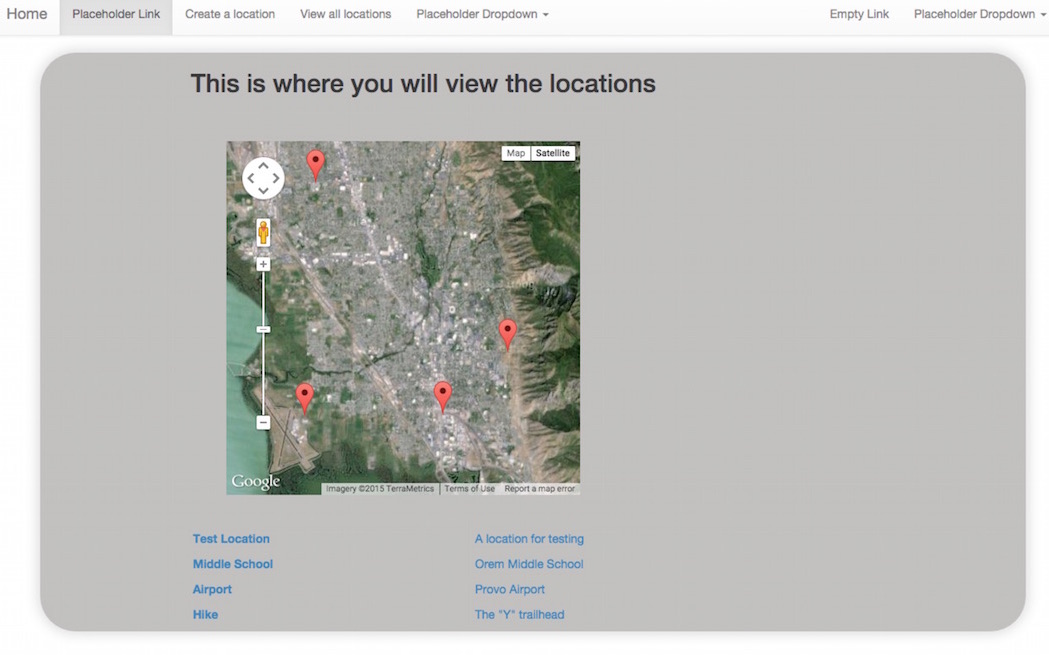 Home Placeholder Link Create a location View all locations Placeholder Dropdown Empty Link Placeholder Dropdown
This is where you will view the locations
Map Satellite
Google
Imagery ©2015 TerraMetrics Terms of Use Report a map error
Test Location A location for testing
Middle School Orem Middle School
Airport Provo Airport
Hike The "Y" trailhead